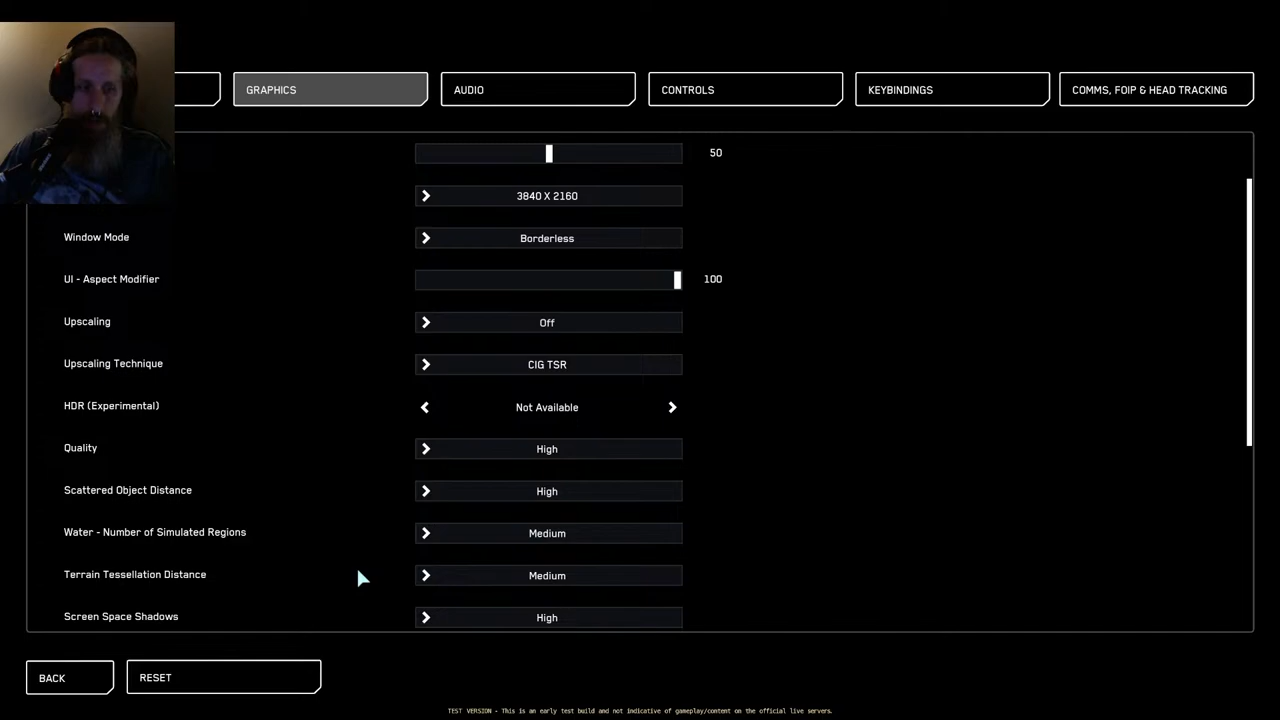 GRAPHICS
AUDIO
CONTROLS
KEYBINDINGS
COMMS, FOIP & HEAD TRACKING
50
3840 X 2160
Window Mode
Borderless
UI - Aspect Modifier
100
Upscaling
Off
Upscaling Technique
CIG TSR
HDR (Experimental)
Not Available
Quality
High
Scattered Object Distance
High
Water - Number of Simulated Regions
Medium
Terrain Tessellation Distance
Medium
Screen Space Shadows
High
BACK
RESET
TEST VERSION - This is an early test build and not indicative of gameplay/content on the official live servers.